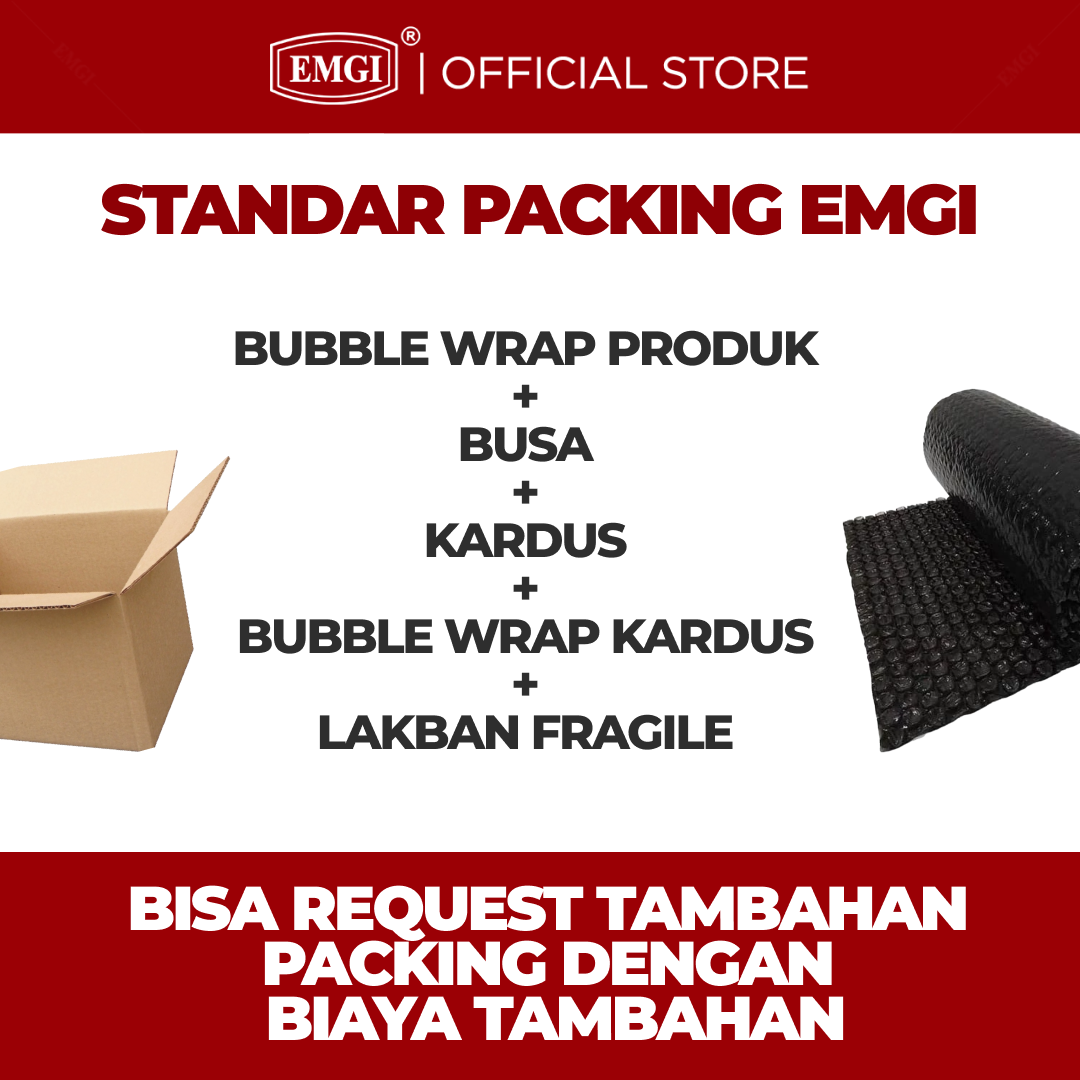 EMGI® | OFFICIAL STORE
STANDAR PACKING EMGI
BUBBLE WRAP PRODUK
+
BUSA
+
KARDUS
+
BUBBLE WRAP KARDUS
+
LAKBAN FRAGILE
BISA REQUEST TAMBAHAN
PACKING DENGAN
BIAYA TAMBAHAN